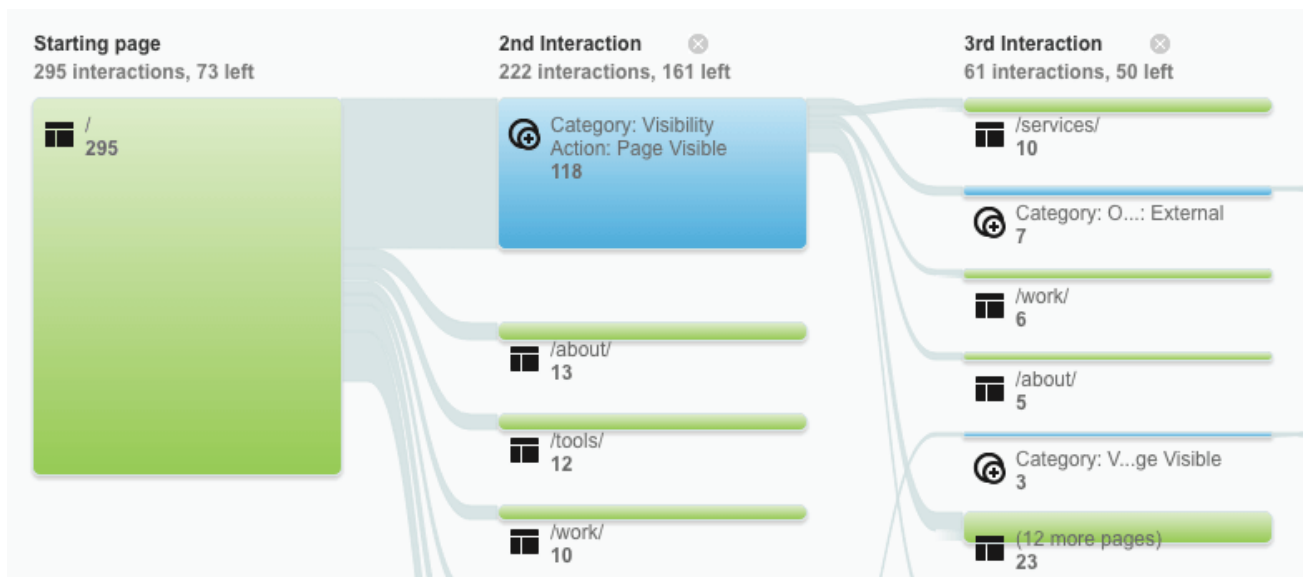 Starting page
295 interactions, 73 left
/
295
2nd Interaction
222 interactions, 161 left
Category: Visibility
Action: Page Visible
118
/about/
13
/tools/
12
/work/
10
3rd Interaction
61 interactions, 50 left
/services/
10
Category: O...: External
7
/work/
6
/about/
5
Category: V...ge Visible
3
(12 more pages)
23